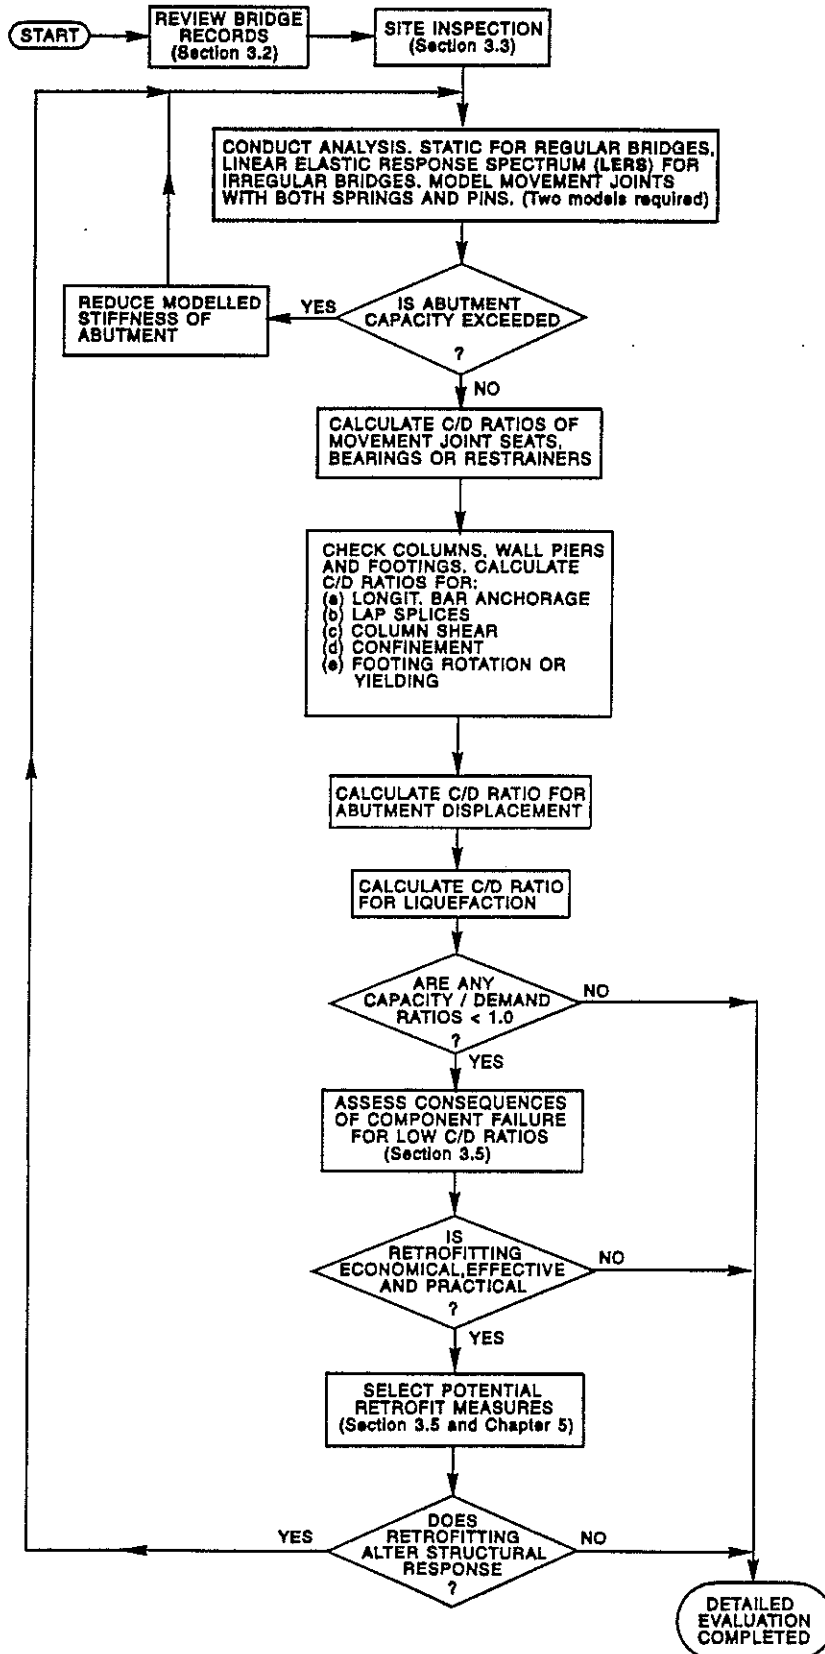 START
REVIEW BRIDGE
RECORDS
(Section 3.2)
SITE INSPECTION
(Section 3.3)
CONDUCT ANALYSIS. STATIC FOR REGULAR BRIDGES,
LINEAR ELASTIC RESPONSE SPECTRUM (LERS) FOR
IRREGULAR BRIDGES. MODEL MOVEMENT JOINTS
WITH BOTH SPRINGS AND PINS. (Two models required)
IS ABUTMENT
CAPACITY EXCEEDED
?
YES
REDUCE MODELLED
STIFFNESS OF
ABUTMENT
NO
CALCULATE C/D RATIOS OF
MOVEMENT JOINT SEATS,
BEARINGS OR RESTRAINERS
CHECK COLUMNS, WALL PIERS
AND FOOTINGS. CALCULATE
C/D RATIOS FOR:
(a) LONGIT. BAR ANCHORAGE
(b) LAP SPLICES
(c) COLUMN SHEAR
(d) CONFINEMENT
(e) FOOTING ROTATION OR
YIELDING
CALCULATE C/D RATIO FOR
ABUTMENT DISPLACEMENT
CALCULATE C/D RATIO
FOR LIQUEFACTION
ARE ANY
CAPACITY / DEMAND
RATIOS < 1.0
?
NO
YES
ASSESS CONSEQUENCES
OF COMPONENT FAILURE
FOR LOW C/D RATIOS
(Section 3.5)
IS
RETROFITTING
ECONOMICAL,EFFECTIVE
AND PRACTICAL
?
NO
YES
SELECT POTENTIAL
RETROFIT MEASURES
(Section 3.5 and Chapter 5)
DOES
RETROFITTING
ALTER STRUCTURAL
RESPONSE
?
YES
NO
DETAILED
EVALUATION
COMPLETED